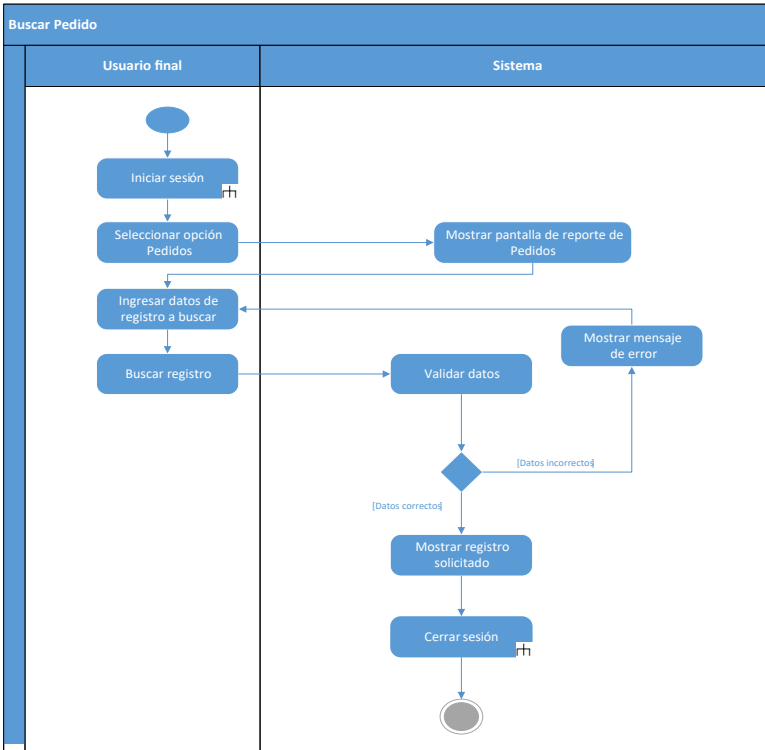 Buscar Pedido
Usuario final
Sistema
Iniciar sesión
Seleccionar opción
Pedidos
Mostrar pantalla de reporte de
Pedidos
Ingresar datos de
registro a buscar
Mostrar mensaje
de error
Buscar registro
Validar datos
[Datos incorrectos]
[Datos correctos]
Mostrar registro
solicitado
Cerrar sesión